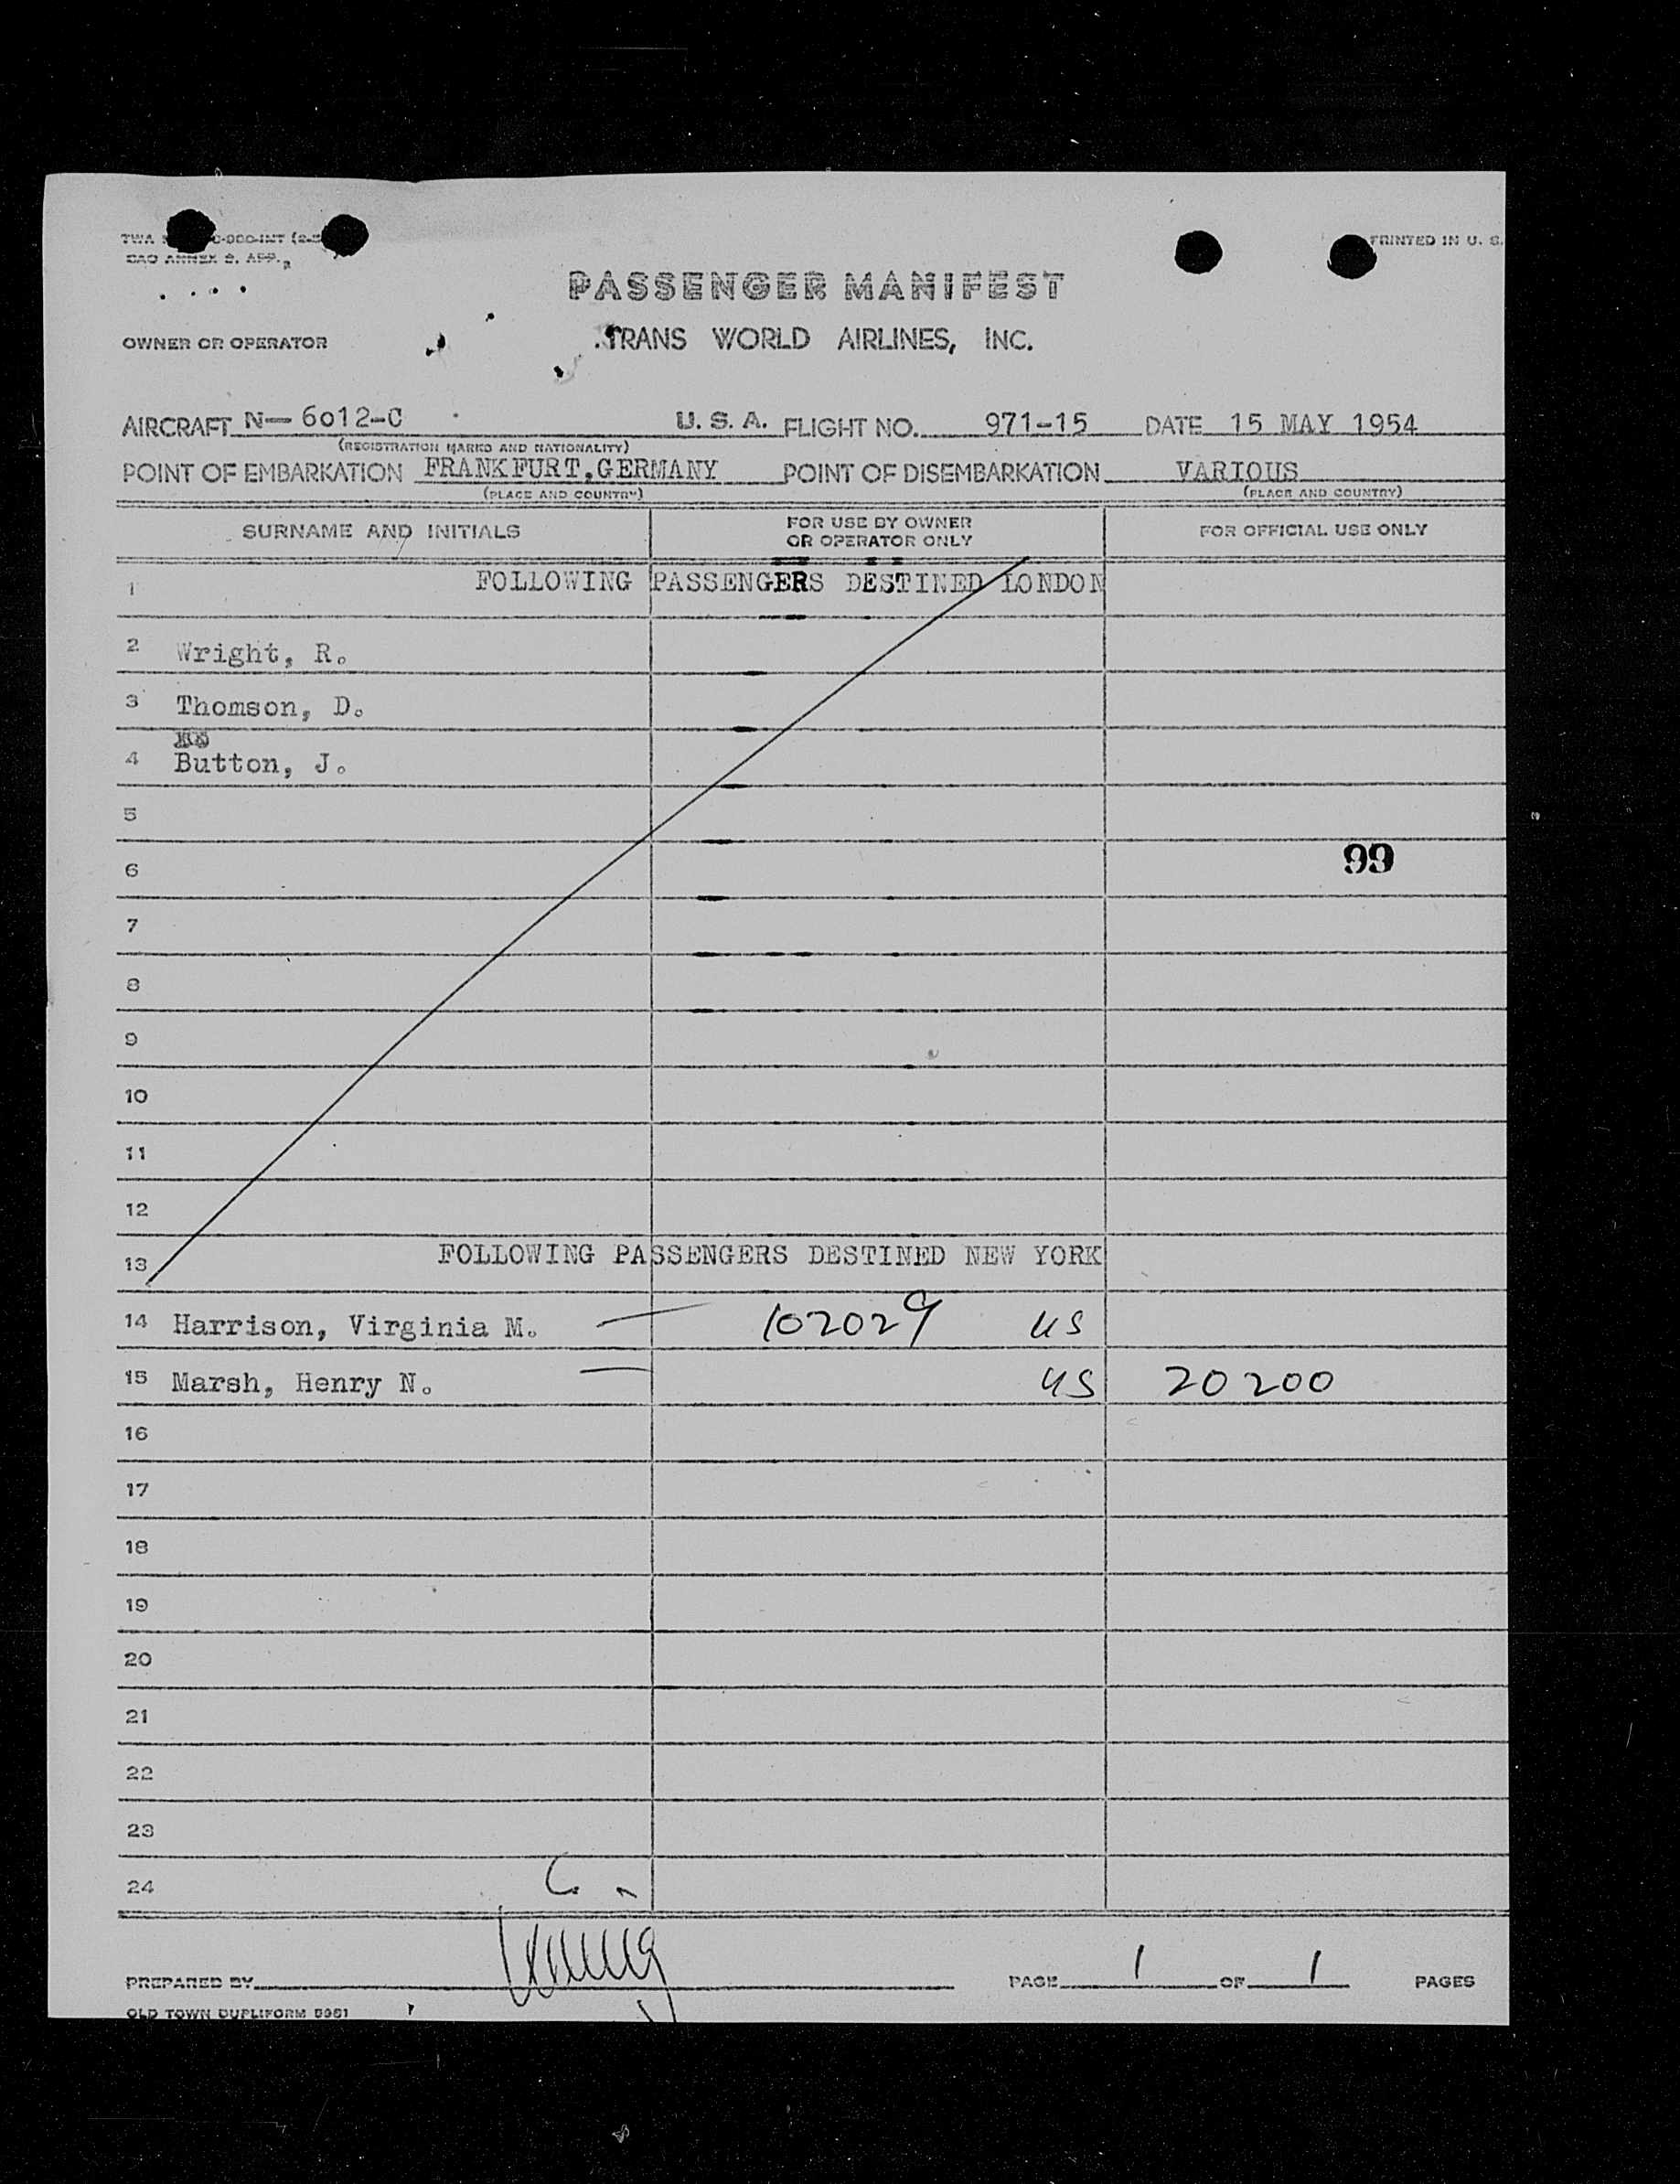 TWA
PRINTED IN U. S.
CAO ANNEX 9, APP.
PASSENGER MANIFEST
OWNER OR OPERATOR
TRANS WORLD AIRLINES, INC.
AIRCRAFT N— 6012-C U. S. A. FLIGHT NO. 971-15 DATE 15 MAY 1954
(REGISTRATION MARKS AND NATIONALITY)
POINT OF EMBARKATION FRANKFURT,GERMANY POINT OF DISEMBARKATION VARIOUS
(PLACE AND COUNTRY) (PLACE AND COUNTRY)
SURNAME AND INITIALS FOR USE BY OWNER OR OPERATOR ONLY FOR OFFICIAL USE ONLY
1 FOLLOWING PASSENGERS DESTINED LONDON
2 Wright, R.
3 Thomson, D.
4 Button, J.
5
6 99
7
8
9
10
11
12
13 FOLLOWING PASSENGERS DESTINED NEW YORK
14 Harrison, Virginia M. — 102029 US
15 Marsh, Henry N. — US 20200
16
17
18
19
20
21
22
23
24
PREPARED BY PAGE 1 OF 1 PAGES
OLD TOWN DUPLIFORM 5951